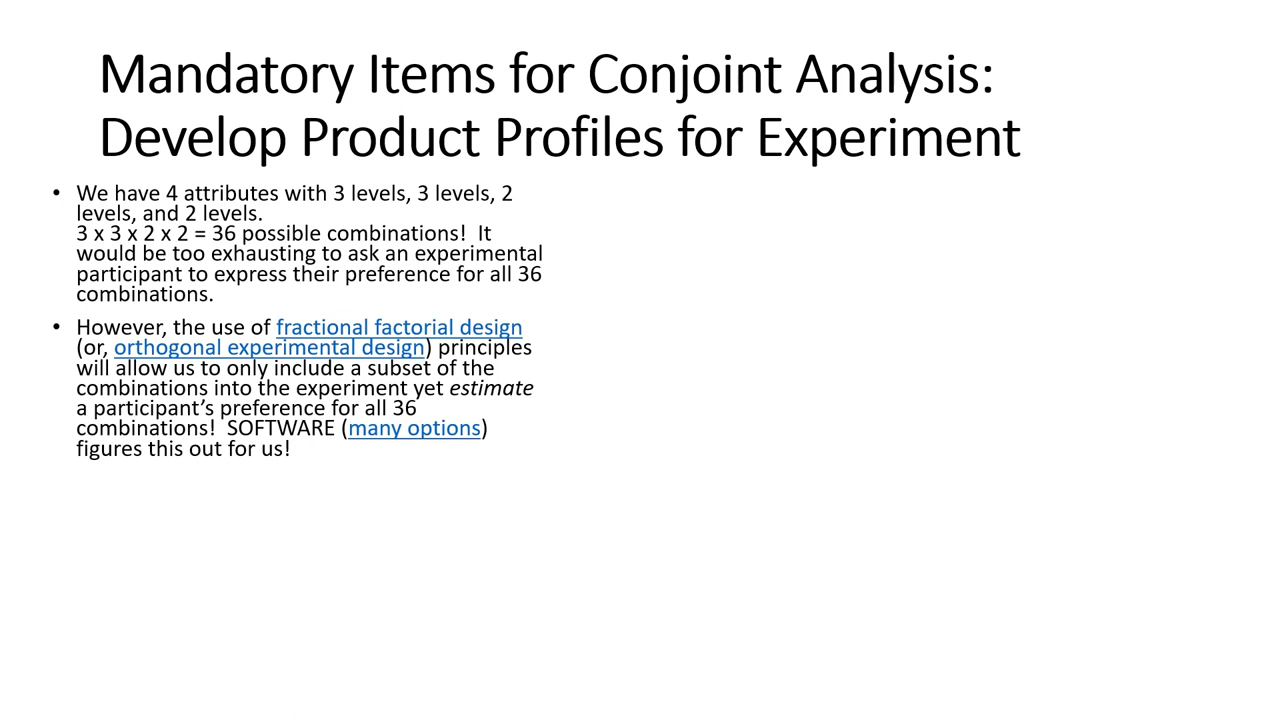 Mandatory Items for Conjoint Analysis:
Develop Product Profiles for Experiment
• We have 4 attributes with 3 levels, 3 levels, 2
levels, and 2 levels.
3 x 3 x 2 x 2 = 36 possible combinations!  It
would be too exhausting to ask an experimental
participant to express their preference for all 36
combinations.
• However, the use of fractional factorial design
(or, orthogonal experimental design) principles
will allow us to only include a subset of the
combinations into the experiment yet estimate
a participant’s preference for all 36
combinations!  SOFTWARE (many options)
figures this out for us!